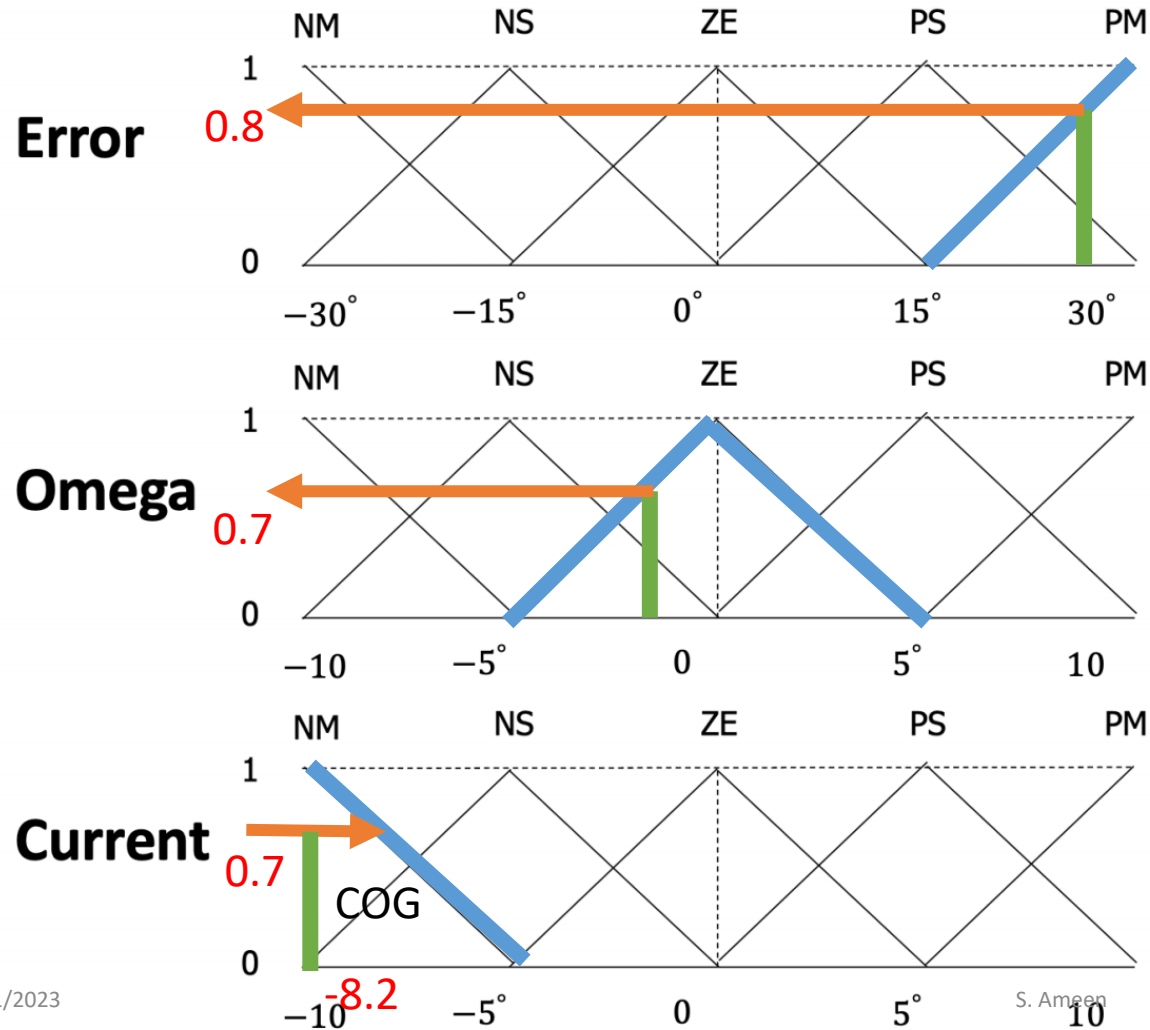 NM NS ZE PS PM
1
Error 0.8
0
−30° −15° 0° 15° 30°
NM NS ZE PS PM
1
Omega 0.7
0
−10 −5° 0 5° 10
NM NS ZE PS PM
1
Current 0.7
COG
0
/2023 -8.2 S. Ameen
−10 −5° 0 5° 10